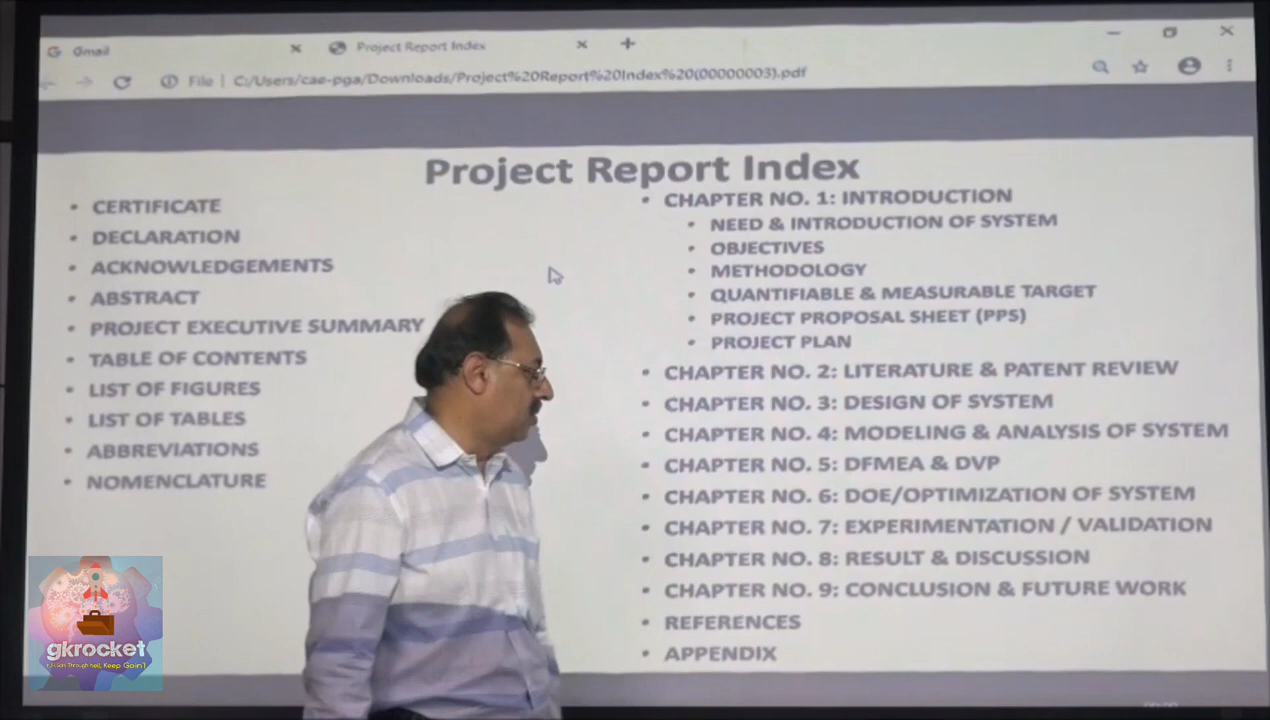 Gmail
Project Report Index
File | C:/Users/cae-pga/Downloads/Project%20Report%20Index%20(00000003).pdf
Project Report Index
• CERTIFICATE
• DECLARATION
• ACKNOWLEDGEMENTS
• ABSTRACT
• PROJECT EXECUTIVE SUMMARY
• TABLE OF CONTENTS
• LIST OF FIGURES
• LIST OF TABLES
• ABBREVIATIONS
• NOMENCLATURE
• CHAPTER NO. 1: INTRODUCTION
• NEED & INTRODUCTION OF SYSTEM
• OBJECTIVES
• METHODOLOGY
• QUANTIFIABLE & MEASURABLE TARGET
• PROJECT PROPOSAL SHEET (PPS)
• PROJECT PLAN
• CHAPTER NO. 2: LITERATURE & PATENT REVIEW
• CHAPTER NO. 3: DESIGN OF SYSTEM
• CHAPTER NO. 4: MODELING & ANALYSIS OF SYSTEM
• CHAPTER NO. 5: DFMEA & DVP
• CHAPTER NO. 6: DOE/OPTIMIZATION OF SYSTEM
• CHAPTER NO. 7: EXPERIMENTATION / VALIDATION
• CHAPTER NO. 8: RESULT & DISCUSSION
• CHAPTER NO. 9: CONCLUSION & FUTURE WORK
• REFERENCES
• APPENDIX
gkrocket
Through hell, Keep Goin'!